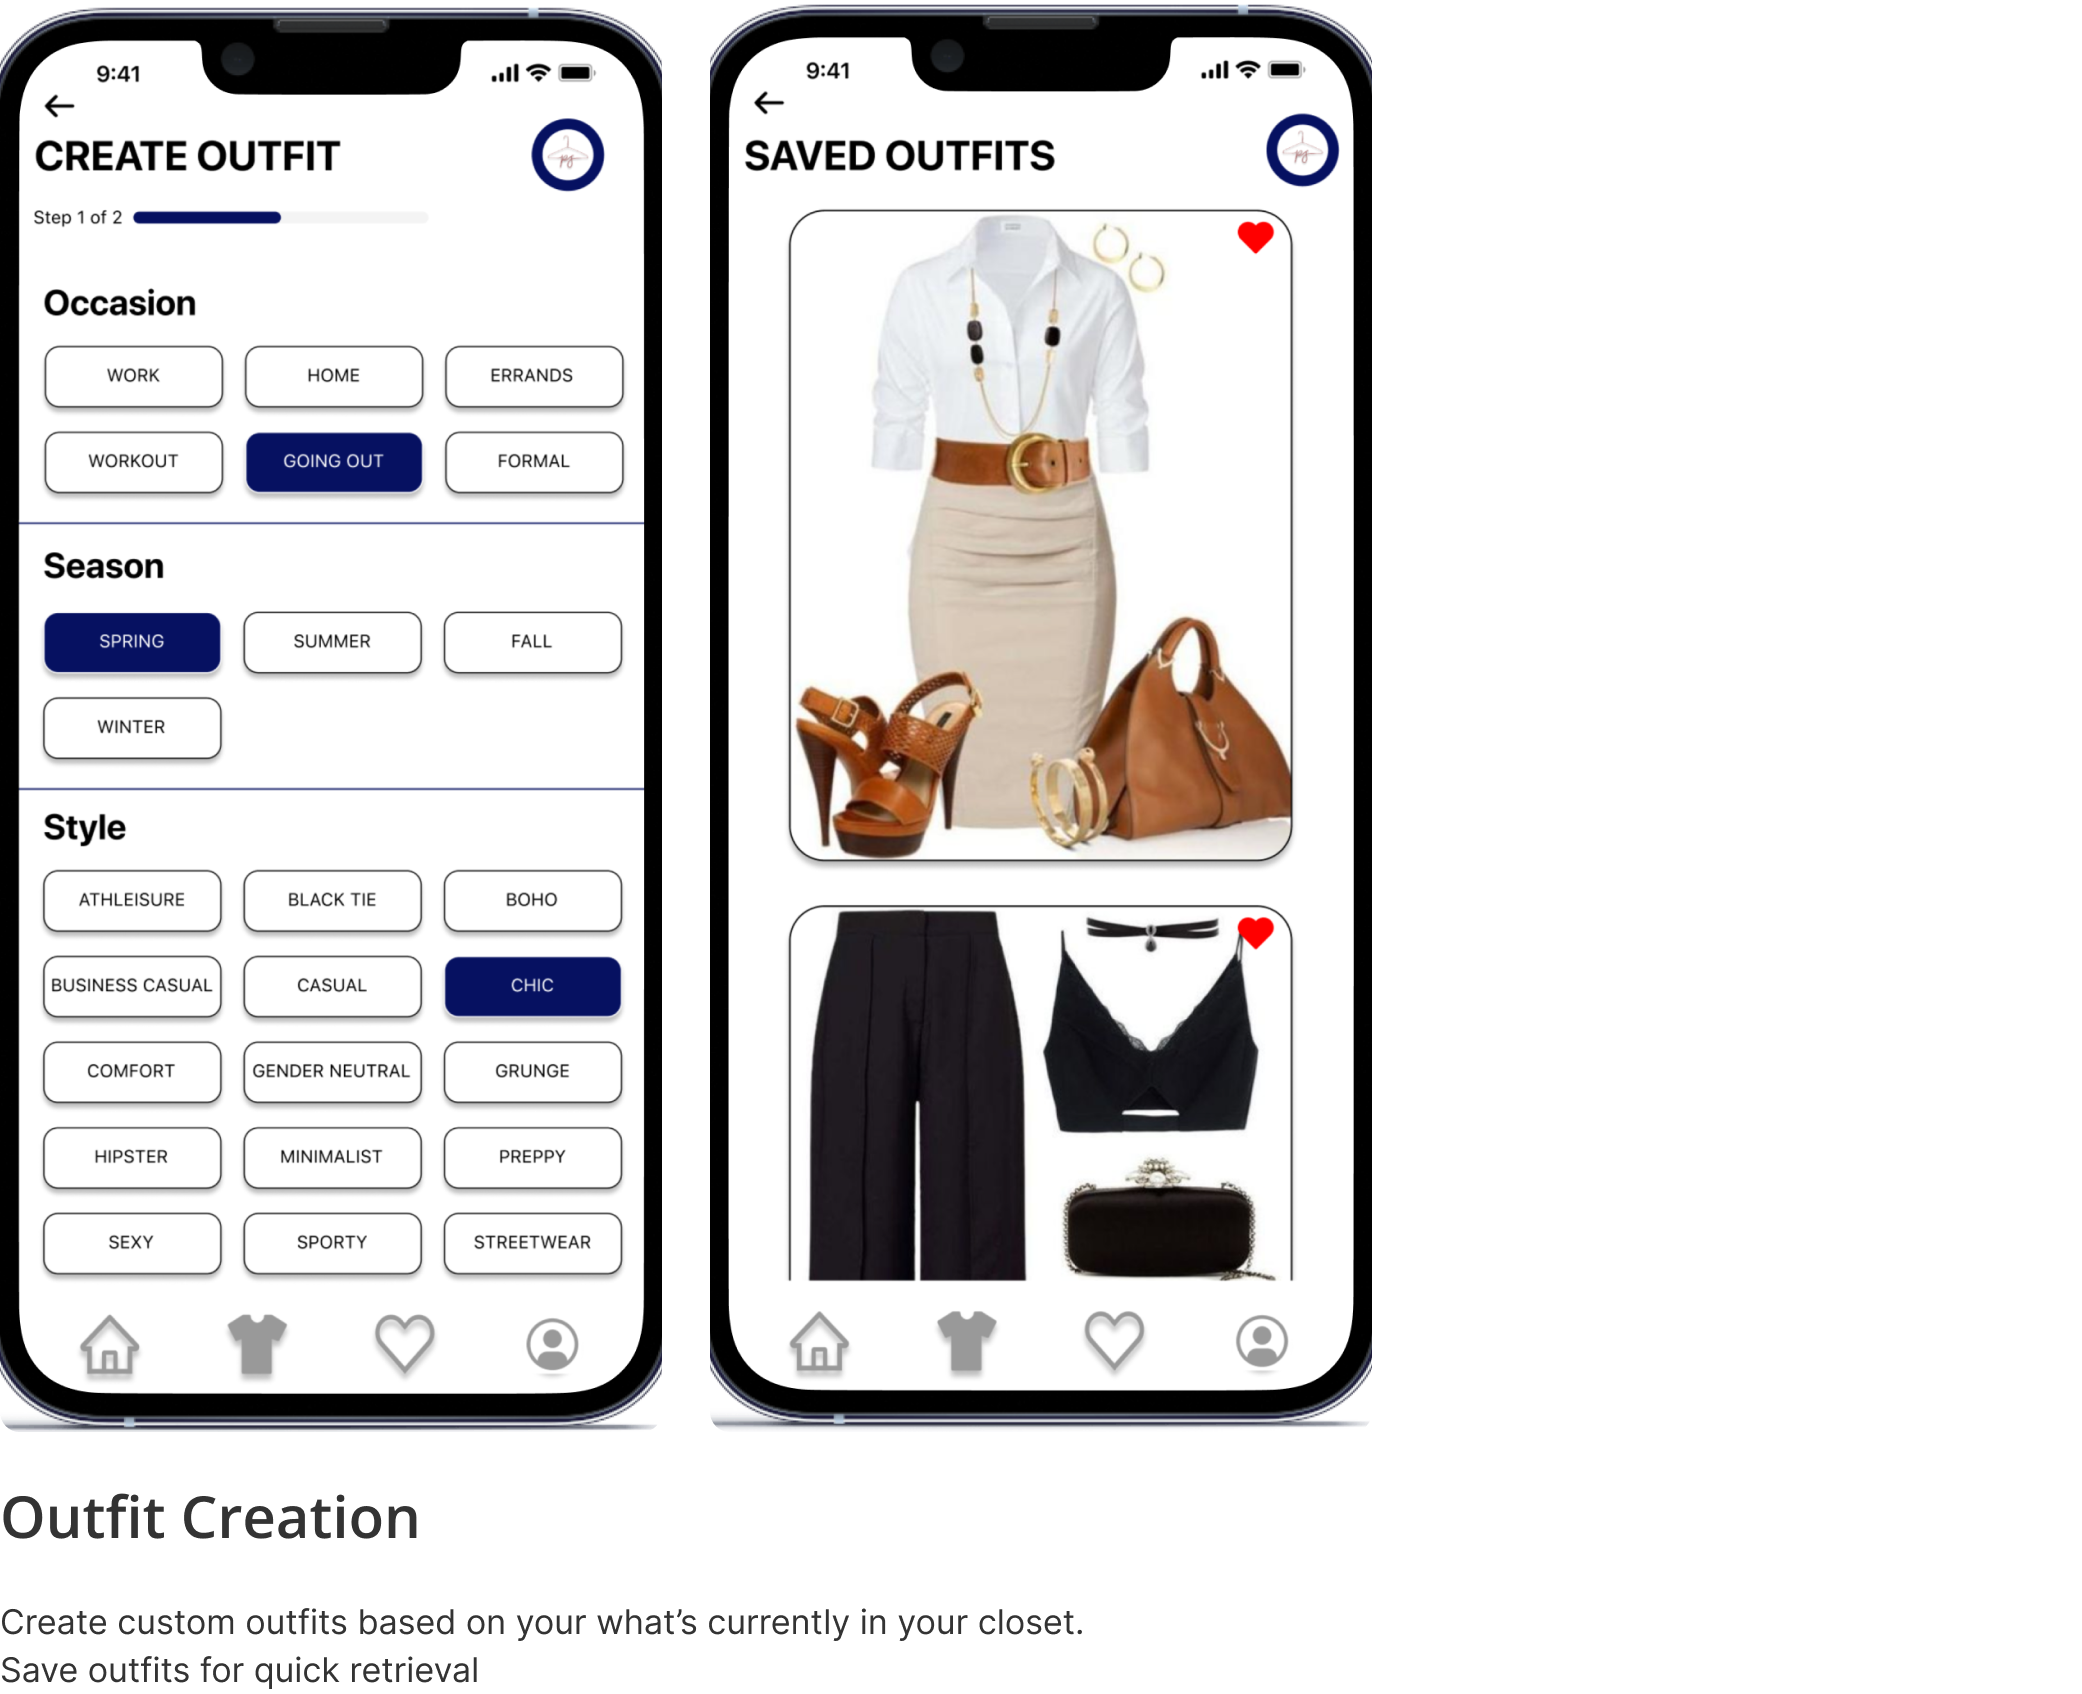 9:41
CREATE OUTFIT
ps
Step 1 of 2
Occasion
WORK HOME ERRANDS
WORKOUT GOING OUT FORMAL
Season
SPRING SUMMER FALL
WINTER
Style
ATHLEISURE BLACK TIE BOHO
BUSINESS CASUAL CASUAL CHIC
COMFORT GENDER NEUTRAL GRUNGE
HIPSTER MINIMALIST PREPPY
SEXY SPORTY STREETWEAR
9:41
SAVED OUTFITS
ps
Outfit Creation
Create custom outfits based on your what’s currently in your closet.
Save outfits for quick retrieval